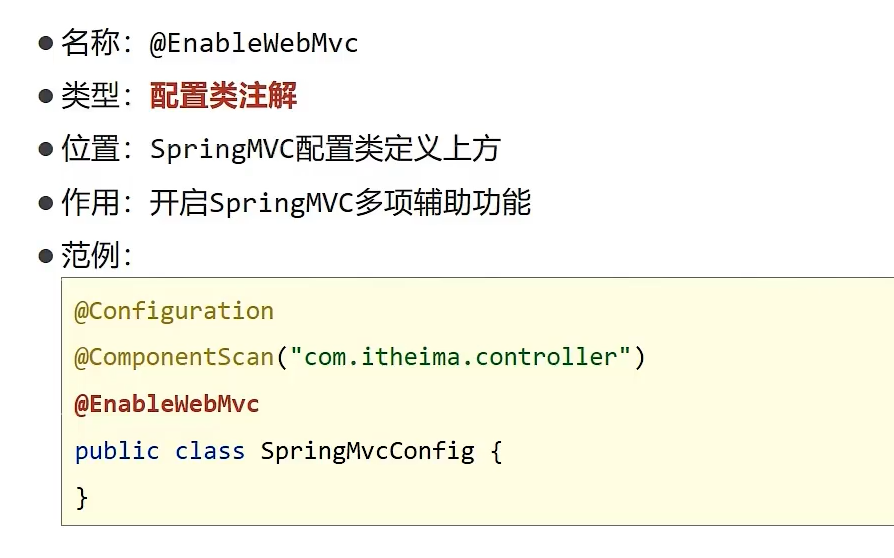 ● 名称：@EnableWebMvc
● 类型：配置类注解
● 位置：SpringMVC配置类定义上方
● 作用：开启SpringMVC多项辅助功能
● 范例：
@Configuration
@ComponentScan("com.itheima.controller")
@EnableWebMvc
public class SpringMvcConfig {
}